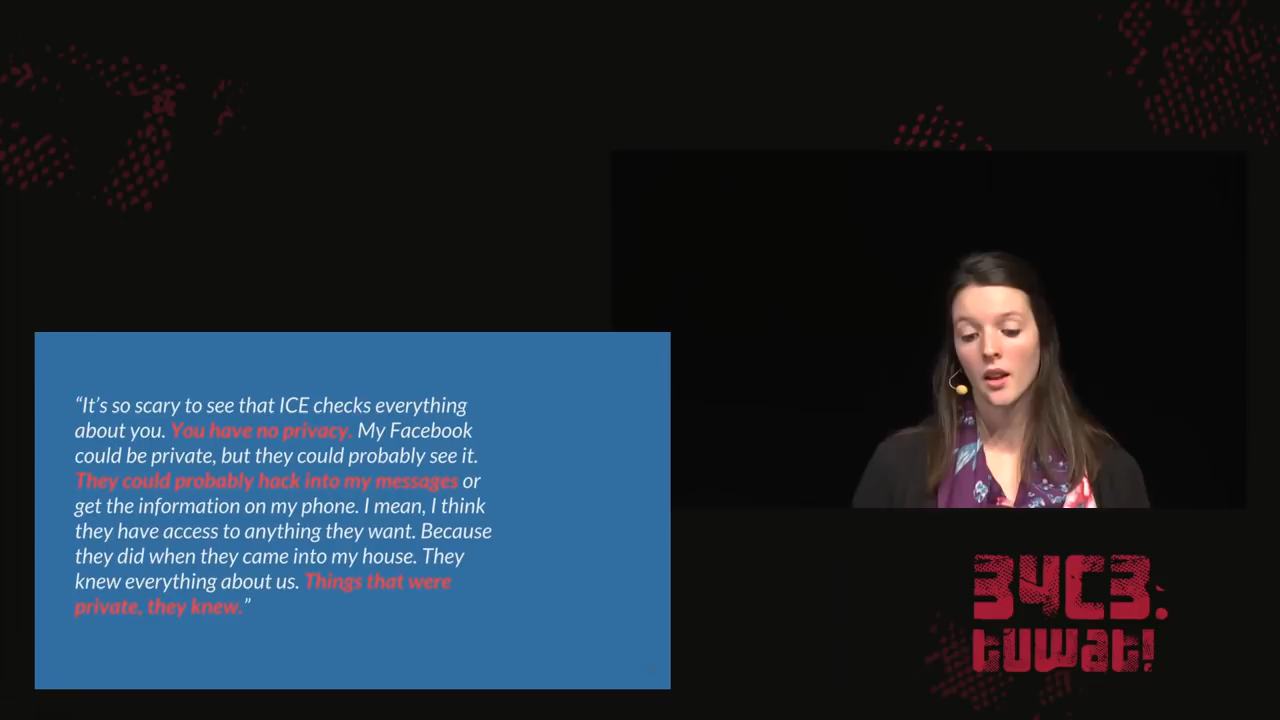 “It’s so scary to see that ICE checks everything
about you. You have no privacy. My Facebook
could be private, but they could probably see it.
They could probably hack into my messages or
get the information on my phone. I mean, I think
they have access to anything they want. Because
they did when they came into my house. They
knew everything about us. Things that were
private, they knew.”
34C3.
tuwat!